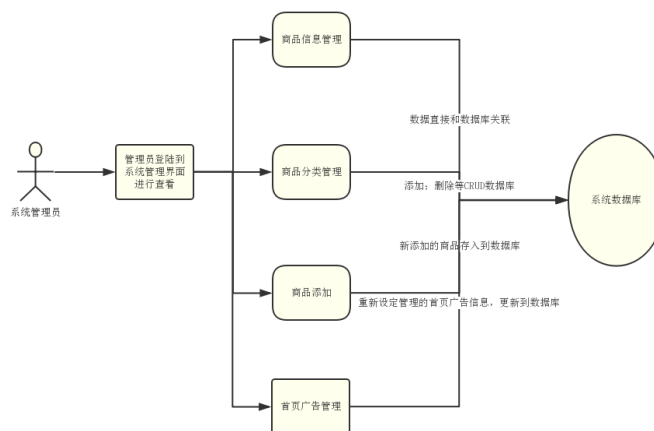 商品信息管理
数据直接和数据库关联
管理员登陆到
系统管理界面
进行查看
商品分类管理
添加；删除等CRUD数据库
系统数据库
系统管理员
新添加的商品存入到数据库
商品添加
重新设定管理的首页广告信息，更新到数据库
首页广告管理